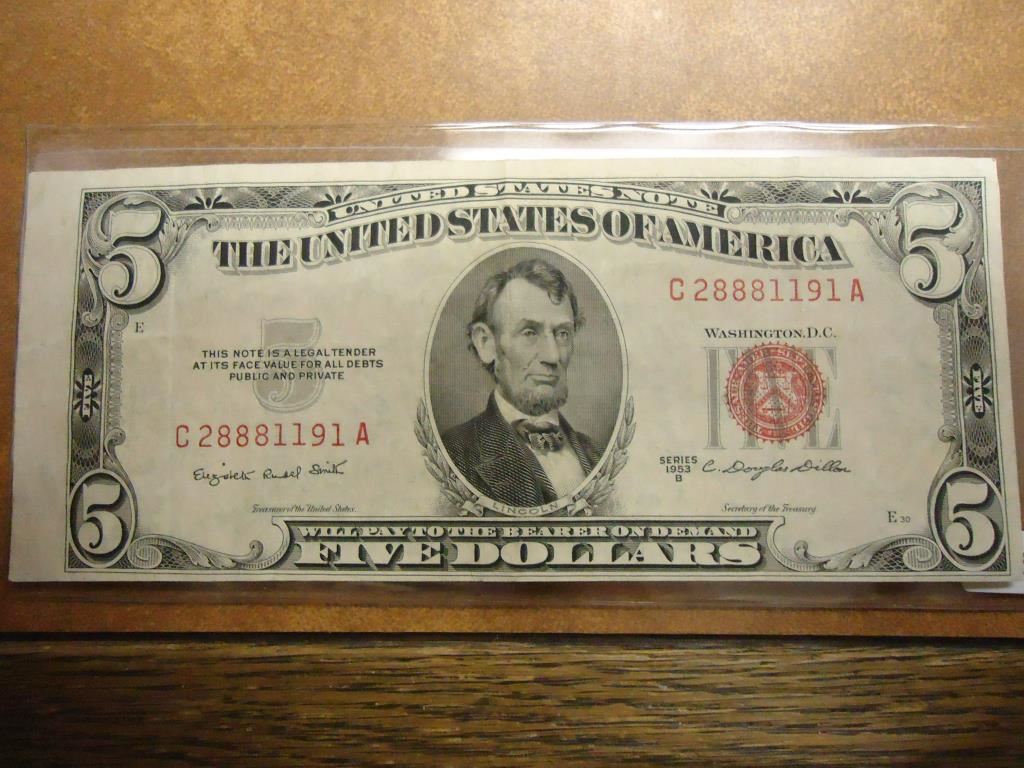 5 UNITED STATES NOTE 5
THE UNITED STATES OF AMERICA
C 28881191 A
E
WASHINGTON, D.C.
THIS NOTE IS A LEGAL TENDER
AT ITS FACE VALUE FOR ALL DEBTS
PUBLIC AND PRIVATE
5
FIVE
FIVE
C 28881191 A
SERIES
1953
B
C. Douglas Dillon
Elizabeth Rudel Smith
LINCOLN
Treasurer of the United States.
Secretary of the Treasury
E 30
5 WILL PAY TO THE BEARER ON DEMAND 5
FIVE DOLLARS